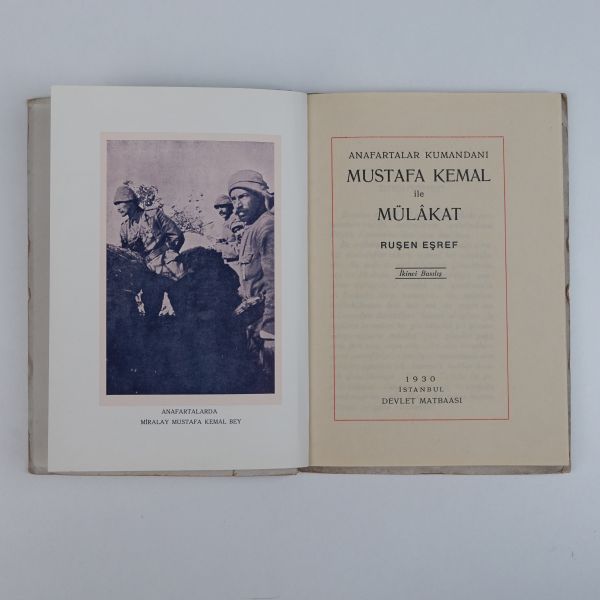 ANAFARTALARDA
MİRALAY MUSTAFA KEMAL BEY
ANAFARTALAR KUMANDANI
MUSTAFA KEMAL
ile
MÜLÂKAT
RUŞEN EŞREF
İkinci Basılış
1930
İSTANBUL
DEVLET MATBAASI